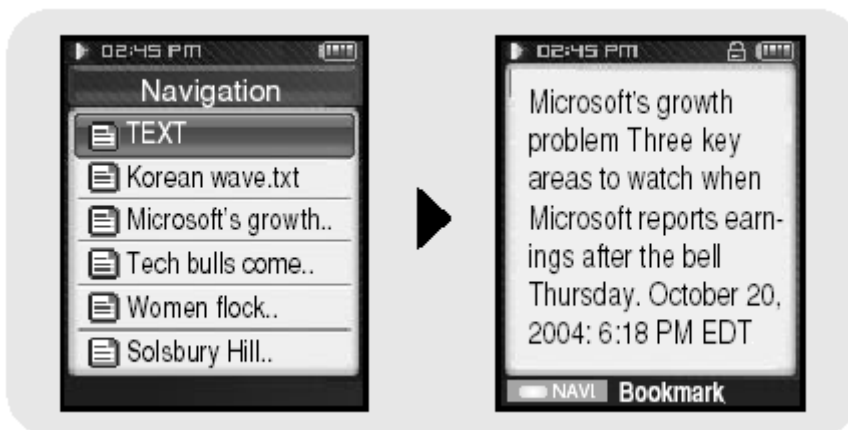 02:45 PM
Navigation
TEXT
Korean wave.txt
Microsoft's growth..
Tech bulls come..
Women flock..
Solsbury Hill..
02:45 PM
Microsoft's growth
problem Three key
areas to watch when
Microsoft reports earn-
ings after the bell
Thursday. October 20,
2004: 6:18 PM EDT
NAVI Bookmark